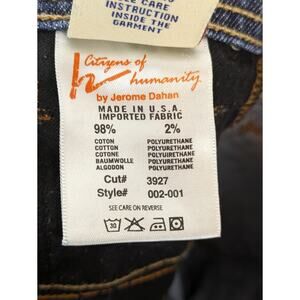 SEE CARE
INSTRUCTION
INSIDE THE
GARMENT
Citizens of
humanity
by Jerome Dahan
MADE IN U.S.A.
IMPORTED FABRIC
98% 2%
COTON POLYURETHANE
COTTON POLYURETHANE
COTONE POLYURETHANE
BAUMWOLLE POLYURETHANE
ALGODON POLYURETHANE
Cut# 3927
Style# 002-001
SEE CARE ON REVERSE
30